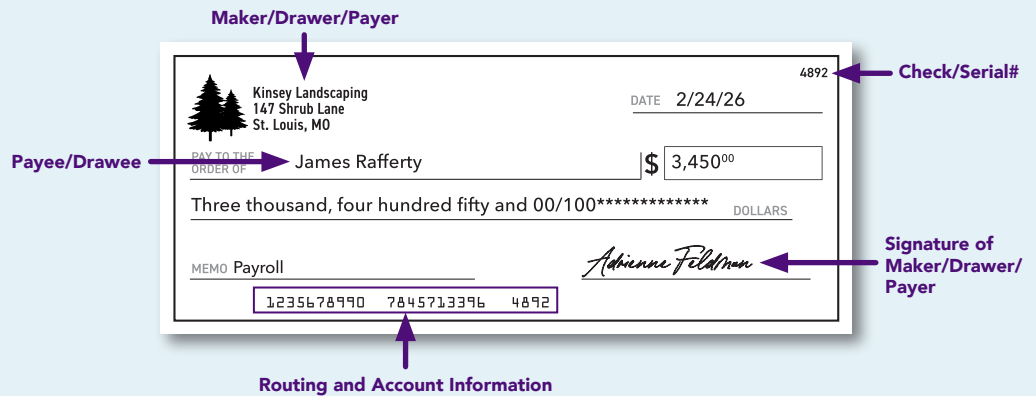 Maker/Drawer/Payer
4892
Check/Serial#
Kinsey Landscaping
147 Shrub Lane
St. Louis, MO
DATE 2/24/26
Payee/Drawee
PAY TO THE
ORDER OF
James Rafferty
$ 3,450⁰⁰
Three thousand, four hundred fifty and 00/100************* DOLLARS
Signature of
Maker/Drawer/
Payer
MEMO Payroll
Adrienne Feldman
1235678990 7845713396 4892
Routing and Account Information